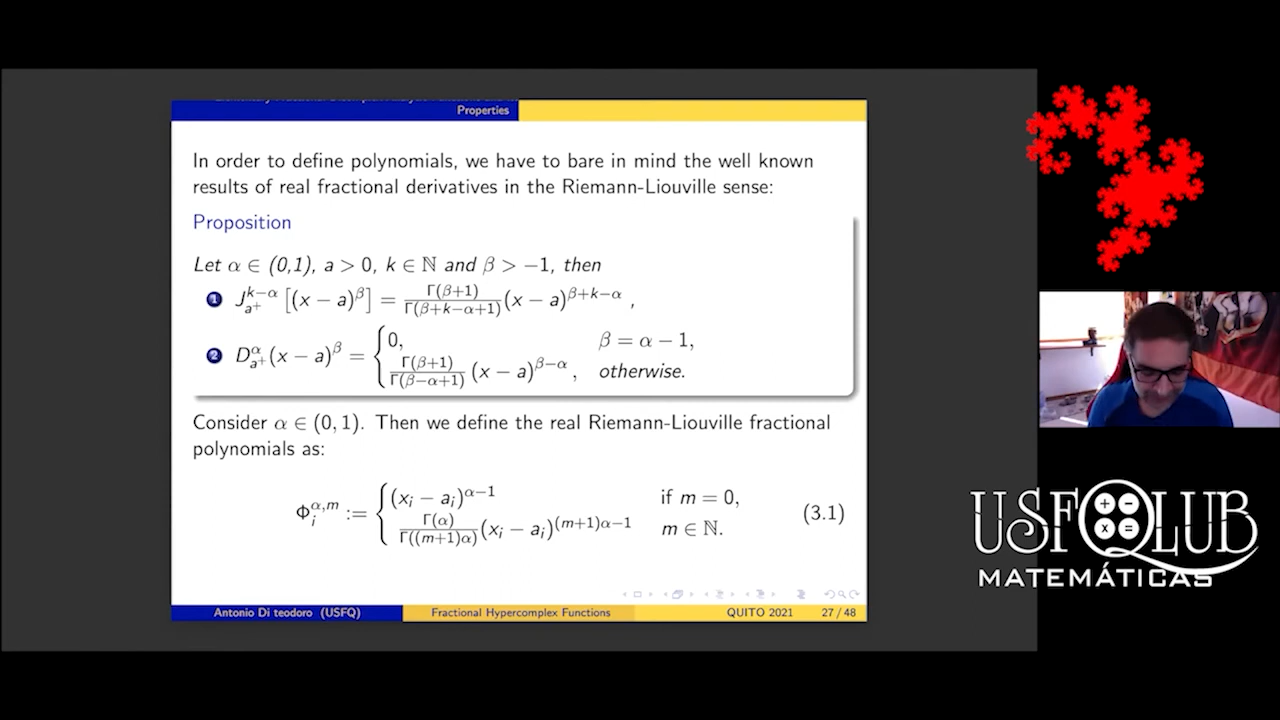 Properties
In order to define polynomials, we have to bare in mind the well known
results of real fractional derivatives in the Riemann-Liouville sense:
Proposition
Let α ∈ (0,1), a > 0, k ∈ ℕ and β > −1, then
1 J_{a^+}^{k−α} [(x − a)^β] = \frac{Γ(β+1)}{Γ(β+k−α+1)} (x − a)^{β+k−α} ,
2 D_{a^+}^{α} (x − a)^β = { 0, β = α − 1,
\frac{Γ(β+1)}{Γ(β−α+1)} (x − a)^{β−α} , otherwise.
Consider α ∈ (0, 1). Then we define the real Riemann-Liouville fractional
polynomials as:
Φ_i^{α,m} := { (x_i − a_i)^{α−1} if m = 0,
\frac{Γ(α)}{Γ((m+1)α)} (x_i − a_i)^{(m+1)α−1} m ∈ ℕ. (3.1)
Antonio Di teodoro (USFQ) Fractional Hypercomplex Functions QUITO 2021 27 / 48
USFQLUB
MATEMÁTICAS